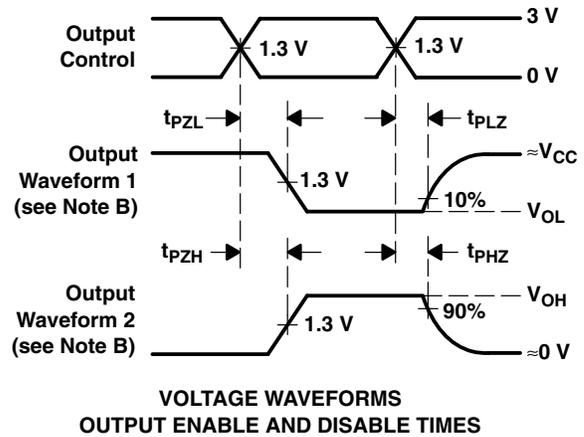 Output
Control
1.3 V
1.3 V
3 V
0 V
tPZL
tPLZ
Output
Waveform 1
(see Note B)
1.3 V
10%
≈VCC
VOL
tPZH
tPHZ
Output
Waveform 2
(see Note B)
1.3 V
90%
VOH
≈0 V
VOLTAGE WAVEFORMS
OUTPUT ENABLE AND DISABLE TIMES